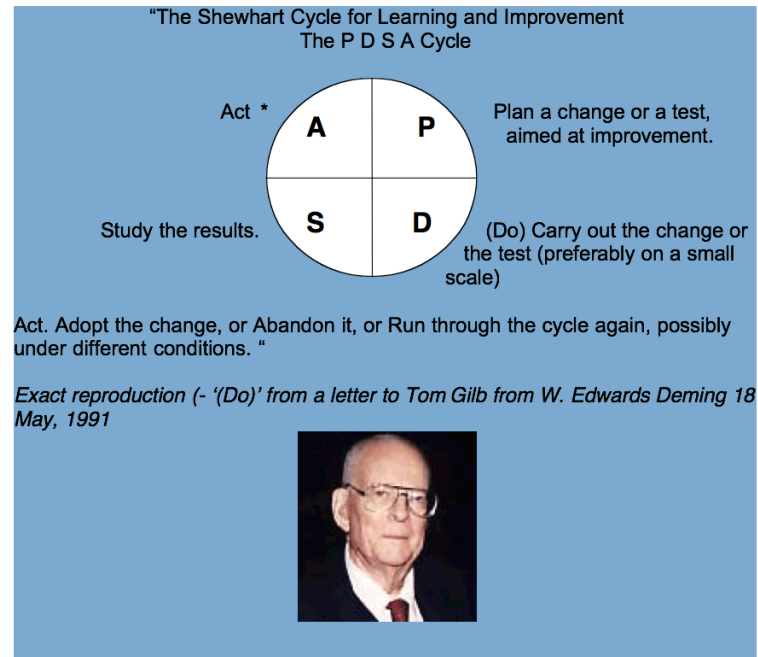 “The Shewhart Cycle for Learning and Improvement
The P D S A Cycle
Act *
A
P
Plan a change or a test,
aimed at improvement.
Study the results.
S
D
(Do) Carry out the change or
the test (preferably on a small
scale)
Act. Adopt the change, or Abandon it, or Run through the cycle again, possibly
under different conditions. “
Exact reproduction (- ‘(Do)’ from a letter to Tom Gilb from W. Edwards Deming 18
May, 1991